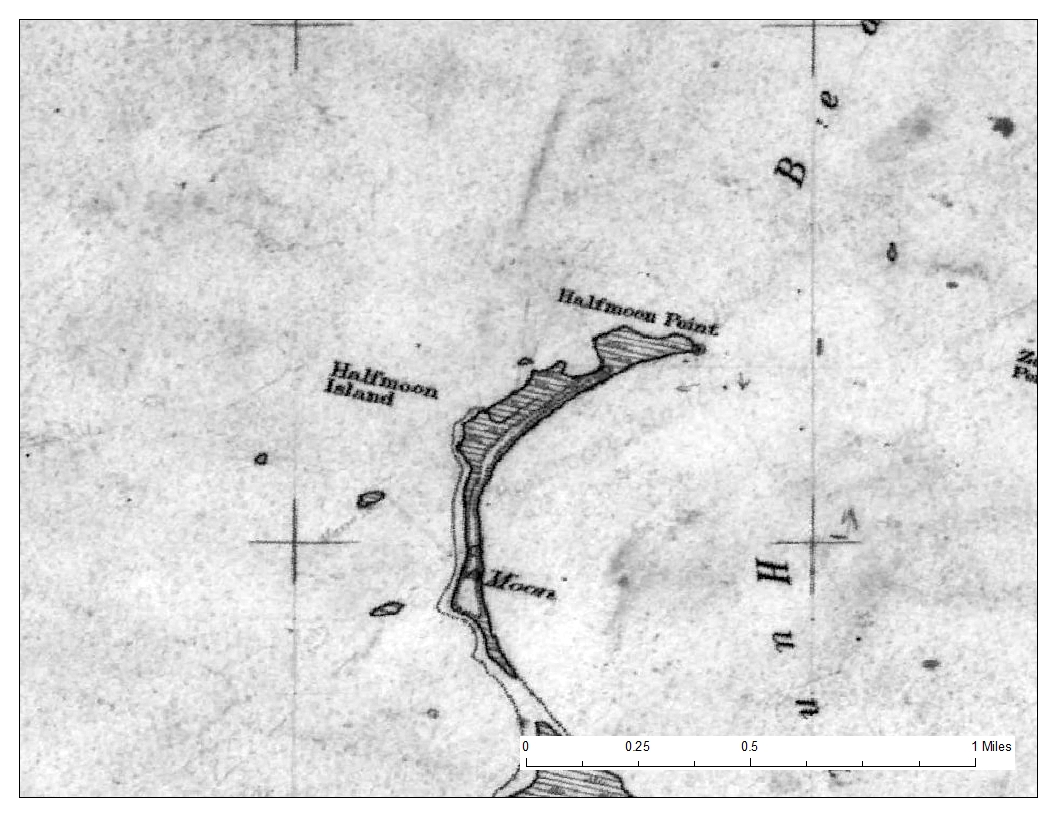 Halfmoon Point
Halfmoon
Island
Moon
B e
H u n
0 0.25 0.5 1 Miles